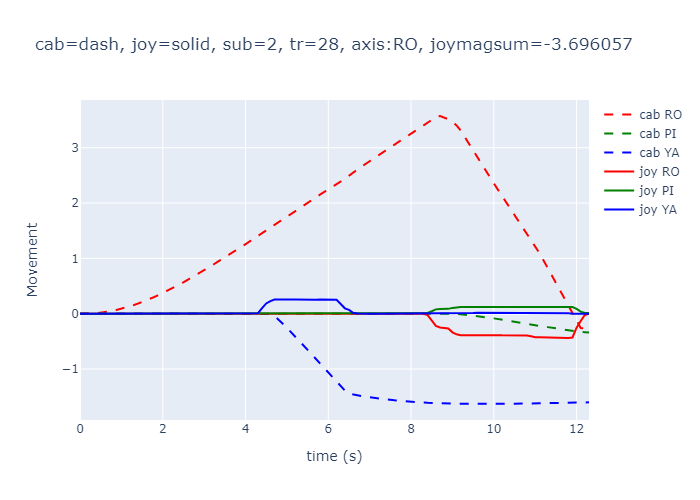 cab=dash, joy=solid, sub=2, tr=28, axis:RO, joymagsum=-3.696057
cab RO
cab PI
cab YA
joy RO
joy PI
joy YA
Movement
3
2
1
0
−1
0
2
4
6
8
10
12
time (s)